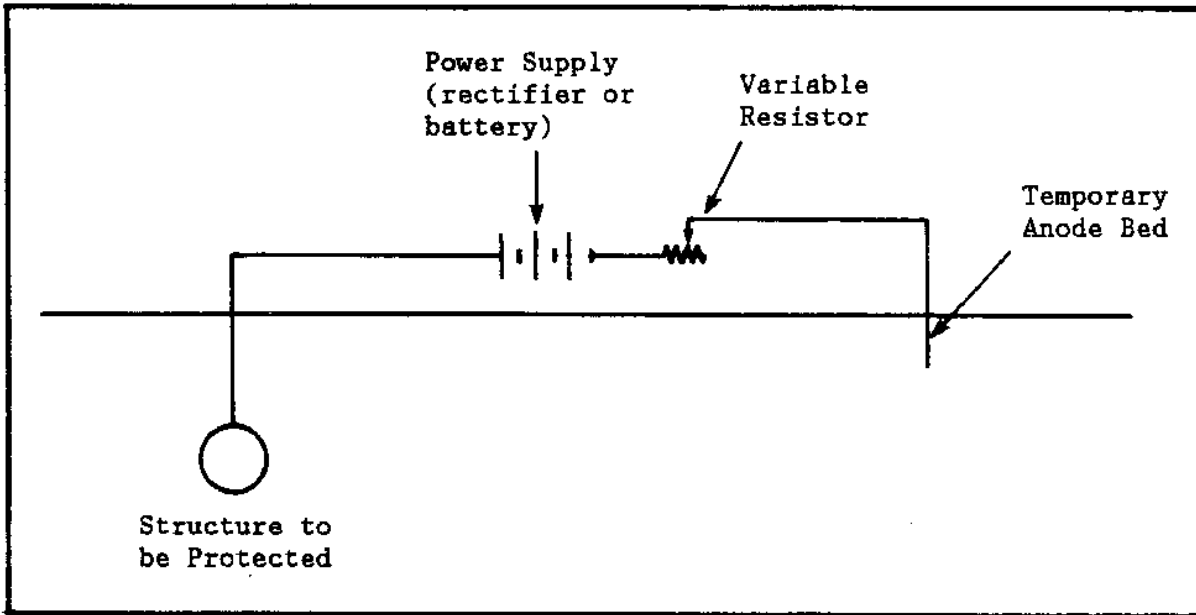 Power Supply
(rectifier or
battery)
Variable
Resistor
Temporary
Anode Bed
Structure to
be Protected